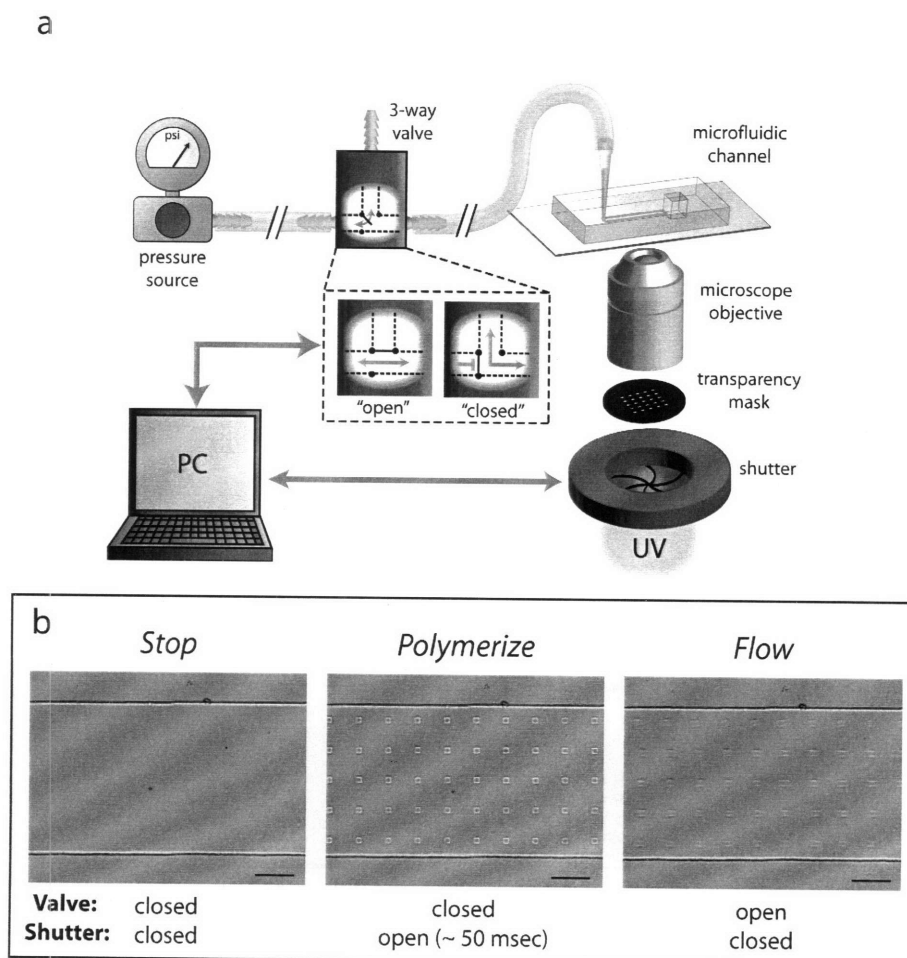 a
psi
3-way
valve
microfluidic
channel
pressure
source
microscope
objective
"open"
"closed"
transparency
mask
PC
shutter
UV
b
Stop
Polymerize
Flow
Valve: closed closed open
Shutter: closed open (~ 50 msec) closed